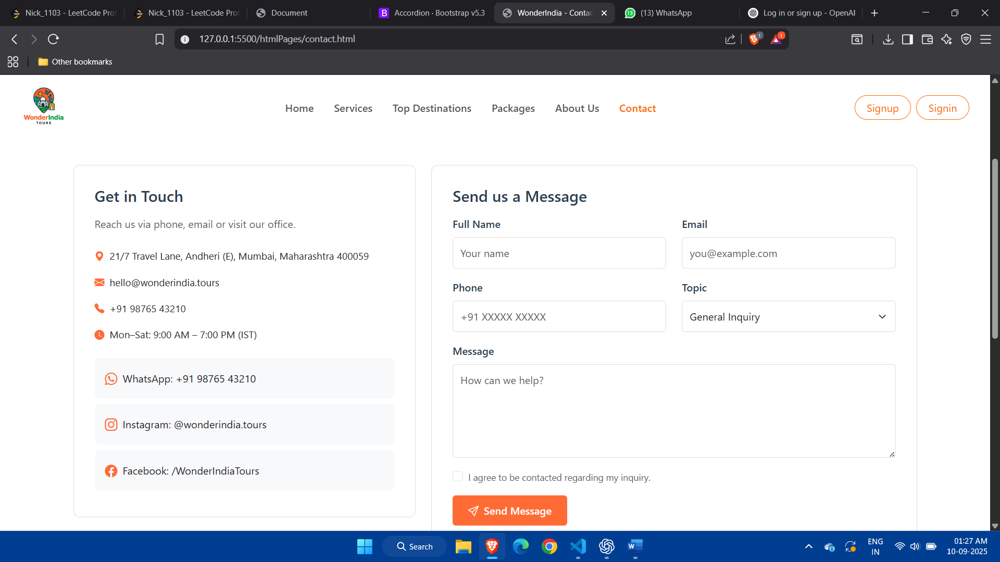 Nick_1103 - LeetCode Prof
Nick_1103 - LeetCode Prof
Document
B Accordion · Bootstrap v5.3
WonderIndia - Contac
13 (13) WhatsApp
Log in or sign up - OpenAI
127.0.0.1:5500/htmlPages/contact.html
1
1
Other bookmarks
WonderIndia
TOURS
Home
Services
Top Destinations
Packages
About Us
Contact
Signup
Signin
Get in Touch
Reach us via phone, email or visit our office.
21/7 Travel Lane, Andheri (E), Mumbai, Maharashtra 400059
hello@wonderindia.tours
+91 98765 43210
Mon–Sat: 9:00 AM – 7:00 PM (IST)
WhatsApp: +91 98765 43210
Instagram: @wonderindia.tours
Facebook: /WonderIndiaTours
Send us a Message
Full Name
Your name
Email
you@example.com
Phone
+91 XXXXX XXXXX
Topic
General Inquiry
Message
How can we help?
I agree to be contacted regarding my inquiry.
Send Message
Search
W
ENG
IN
01:27 AM
10-09-2025